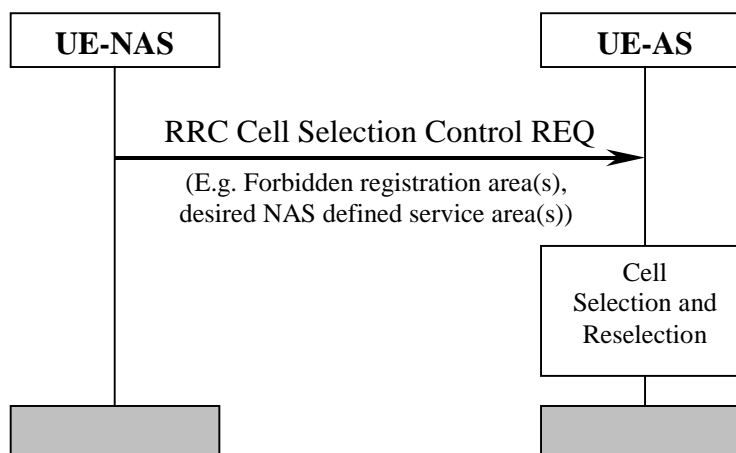 UE-NAS
UE-AS
RRC Cell Selection Control REQ
(E.g. Forbidden registration area(s),
desired NAS defined service area(s))
Cell
Selection and
Reselection